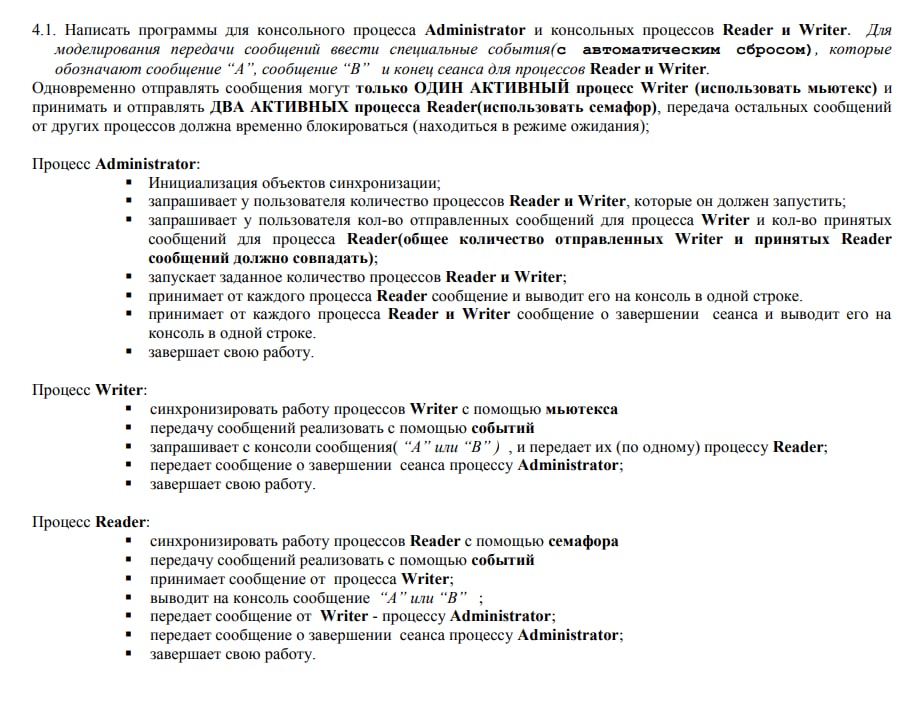 4.1. Написать программы для консольного процесса Administrator и консольных процессов Reader и Writer. Для
моделирования передачи сообщений ввести специальные события(с автоматическим сбросом), которые
обозначают сообщение “A”, сообщение “B” и конец сеанса для процессов Reader и Writer.
Одновременно отправлять сообщения могут только ОДИН АКТИВНЫЙ процесс Writer (использовать мьютекс) и
принимать и отправлять ДВА АКТИВНЫХ процесса Reader(использовать семафор), передача остальных сообщений
от других процессов должна временно блокироваться (находиться в режиме ожидания);
Процесс Administrator:
▪ Инициализация объектов синхронизации;
▪ запрашивает у пользователя количество процессов Reader и Writer, которые он должен запустить;
▪ запрашивает у пользователя кол-во отправленных сообщений для процесса Writer и кол-во принятых
сообщений для процесса Reader(общее количество отправленных Writer и принятых Reader
сообщений должно совпадать);
▪ запускает заданное количество процессов Reader и Writer;
▪ принимает от каждого процесса Reader сообщение и выводит его на консоль в одной строке.
▪ принимает от каждого процесса Reader и Writer сообщение о завершении сеанса и выводит его на
консоль в одной строке.
▪ завершает свою работу.
Процесс Writer:
▪ синхронизировать работу процессов Writer с помощью мьютекса
▪ передачу сообщений реализовать с помощью событий
▪ запрашивает с консоли сообщения( “A” или “B” ) , и передает их (по одному) процессу Reader;
▪ передает сообщение о завершении сеанса процессу Administrator;
▪ завершает свою работу.
Процесс Reader:
▪ синхронизировать работу процессов Reader с помощью семафора
▪ передачу сообщений реализовать с помощью событий
▪ принимает сообщение от процесса Writer;
▪ выводит на консоль сообщение “A” или “B” ;
▪ передает сообщение от Writer - процессу Administrator;
▪ передает сообщение о завершении сеанса процессу Administrator;
▪ завершает свою работу.